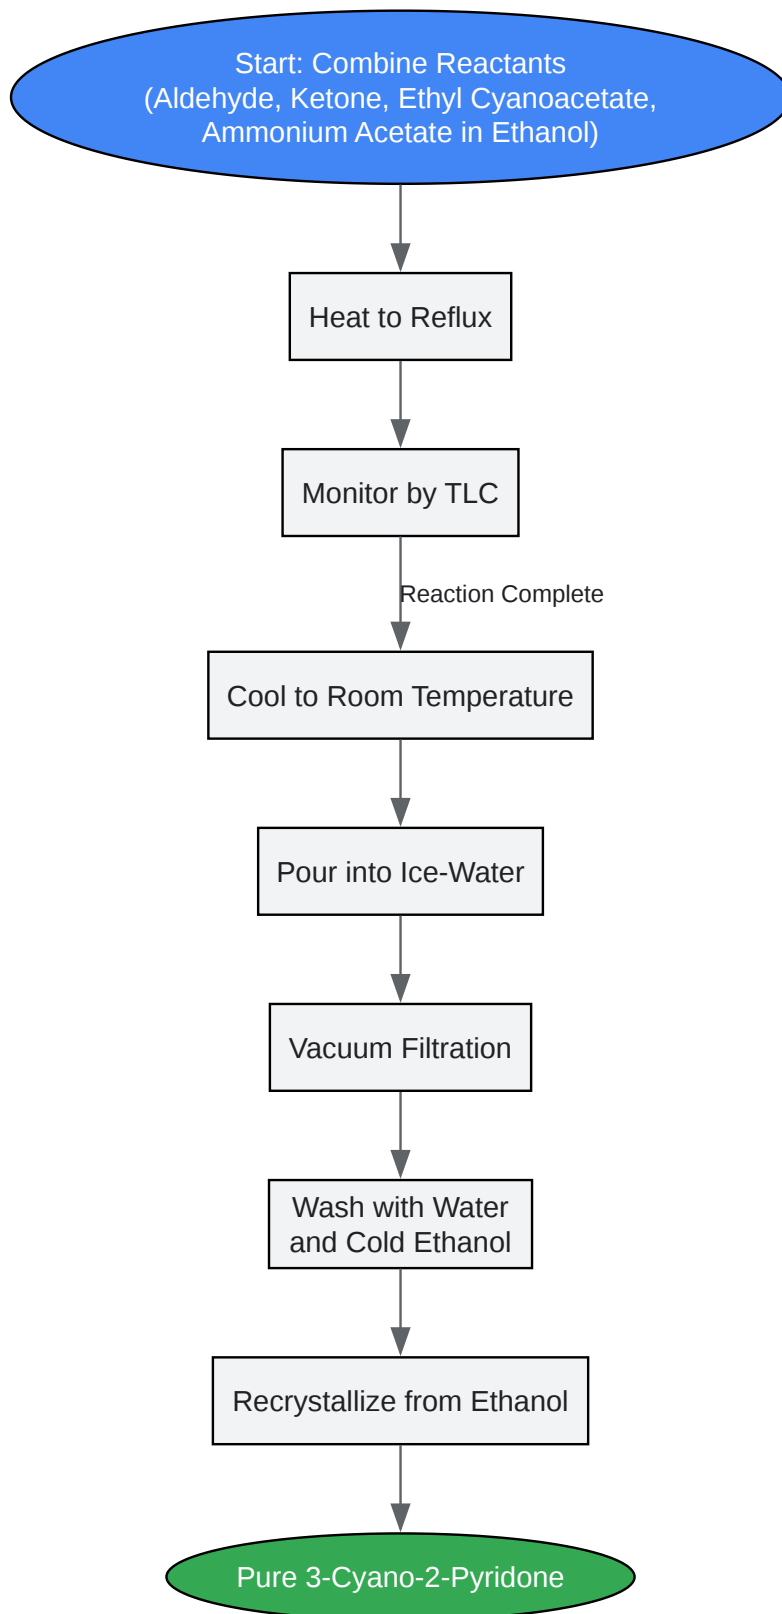 Start: Combine Reactants
(Aldehyde, Ketone, Ethyl Cyanoacetate,
Ammonium Acetate in Ethanol)
Heat to Reflux
Monitor by TLC
Reaction Complete
Cool to Room Temperature
Pour into Ice-Water
Vacuum Filtration
Wash with Water
and Cold Ethanol
Recrystallize from Ethanol
Pure 3-Cyano-2-Pyridone